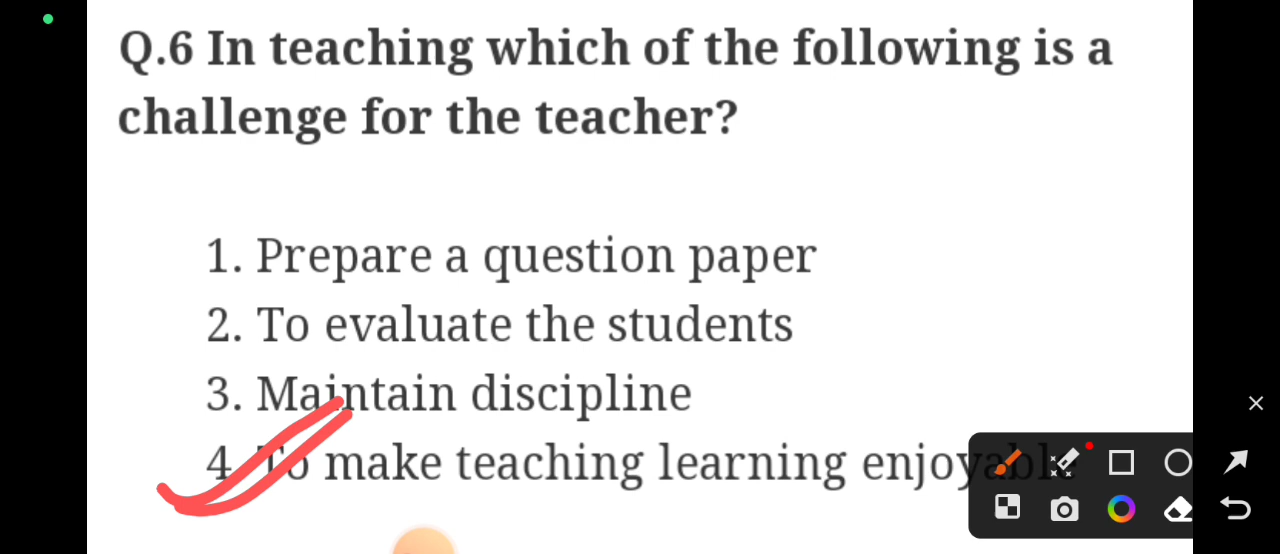 Q.6 In teaching which of the following is a
challenge for the teacher?
1. Prepare a question paper
2. To evaluate the students
3. Maintain discipline
4. To make teaching learning enjoyable